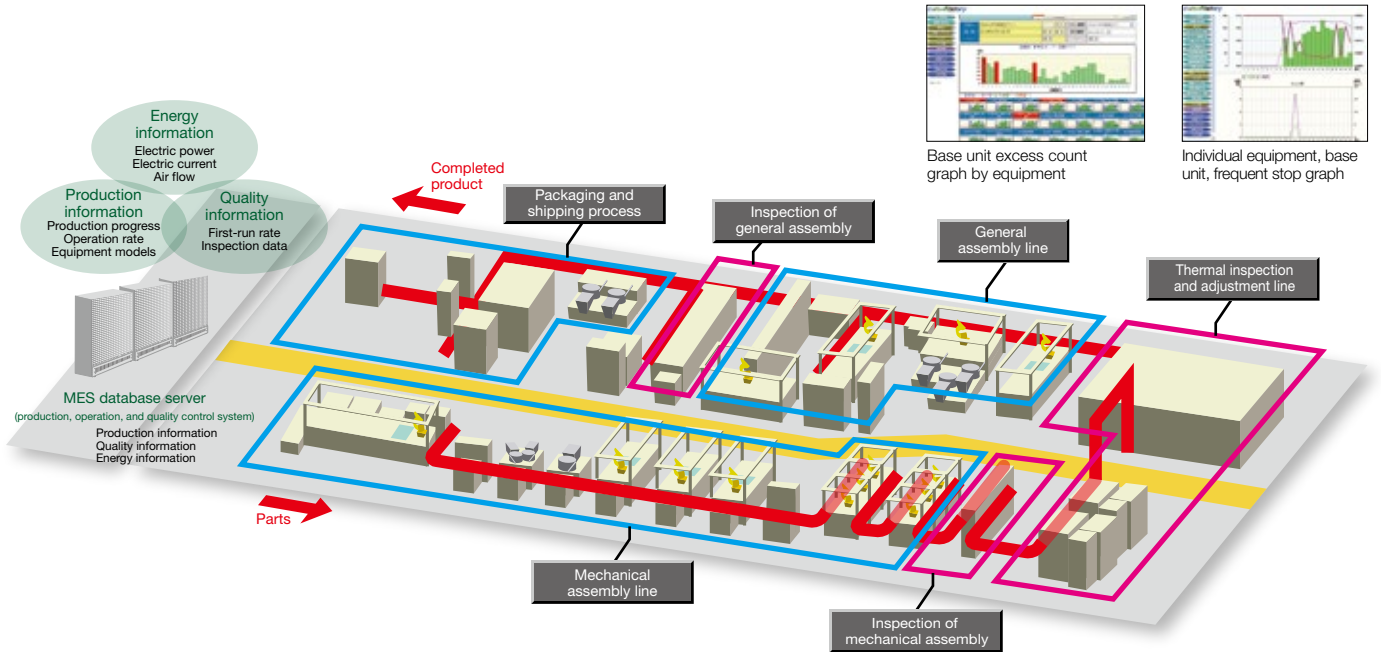 Base unit excess count
graph by equipment
Individual equipment, base
unit, frequent stop graph
Energy
information
Electric power
Electric current
Air flow
Production
information
Production progress
Operation rate
Equipment models
Quality
information
First-run rate
Inspection data
Completed
product
Packaging and
shipping process
Inspection of
general assembly
General
assembly line
Thermal inspection
and adjustment line
MES database server
(production, operation, and quality control system)
Production information
Quality information
Energy information
Parts
Mechanical
assembly line
Inspection of
mechanical assembly